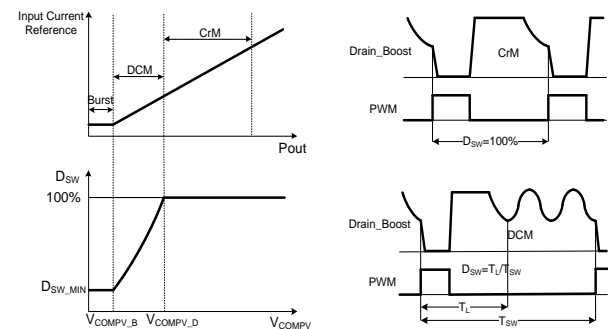 Input Current
Reference
CrM
DCM
Burst
Pout
D_SW
100%
D_SW_MIN
V_COMPV_B
V_COMPV_D
V_COMPV
Drain_Boost
CrM
PWM
D_SW=100%
Drain_Boost
DCM
D_SW=T_L/T_SW
PWM
T_L
T_SW